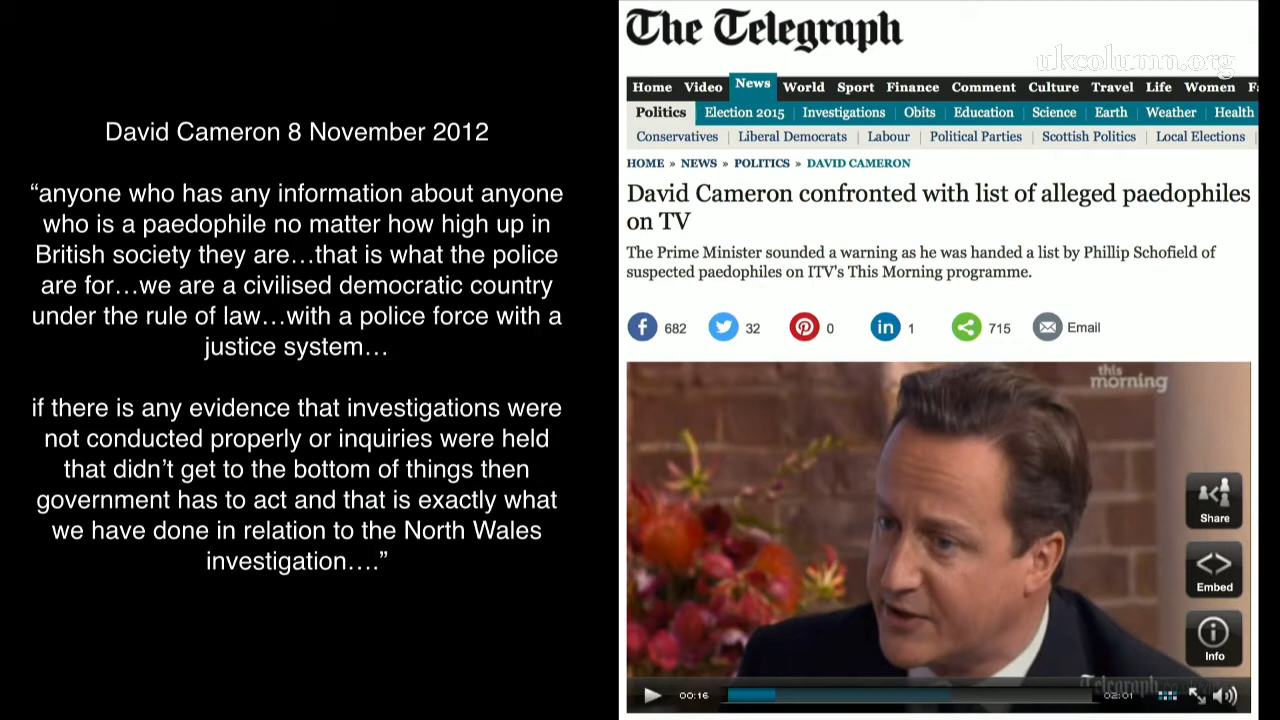 David Cameron 8 November 2012
“anyone who has any information about anyone
who is a paedophile no matter how high up in
British society they are…that is what the police
are for…we are a civilised democratic country
under the rule of law…with a police force with a
justice system…
if there is any evidence that investigations were
not conducted properly or inquiries were held
that didn’t get to the bottom of things then
government has to act and that is exactly what
we have done in relation to the North Wales
investigation….”
The Telegraph
ukcolumn.org
Home Video News World Sport Finance Comment Culture Travel Life Women
Politics Election 2015 Investigations Obits Education Science Earth Weather Health
Conservatives | Liberal Democrats | Labour | Political Parties | Scottish Politics | Local Elections |
HOME » NEWS » POLITICS » DAVID CAMERON
David Cameron confronted with list of alleged paedophiles
on TV
The Prime Minister sounded a warning as he was handed a list by Phillip Schofield of
suspected paedophiles on ITV's This Morning programme.
682 32 0 1 715 Email
this
morning
Share
Embed
Info
Telegraph
00:16 02:01